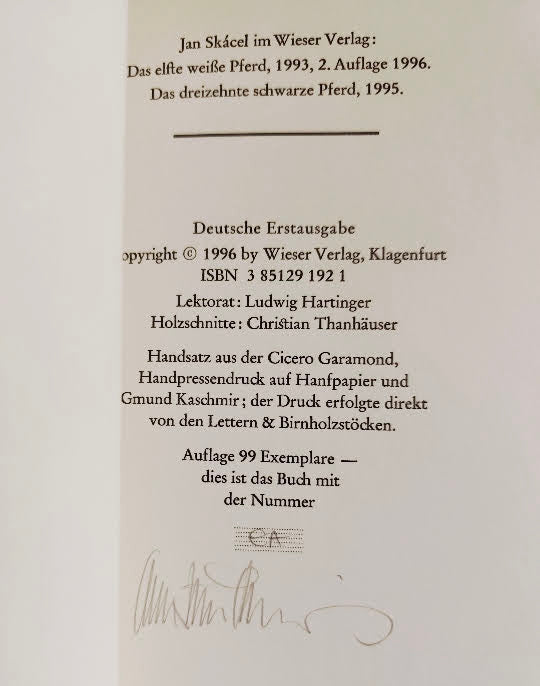 Jan Skácel im Wieser Verlag:
Das elfte weiße Pferd, 1993, 2. Auflage 1996.
Das dreizehnte schwarze Pferd, 1995.
Deutsche Erstausgabe
opyright © 1996 by Wieser Verlag, Klagenfurt
ISBN 3 85129 192 1
Lektorat: Ludwig Hartinger
Holzschnitte: Christian Thanhäuser
Handsatz aus der Cicero Garamond,
Handpressendruck auf Hanfpapier und
Gmund Kaschmir; der Druck erfolgte direkt
von den Lettern & Birnholzstöcken.
Auflage 99 Exemplare —
dies ist das Buch mit
der Nummer
EA